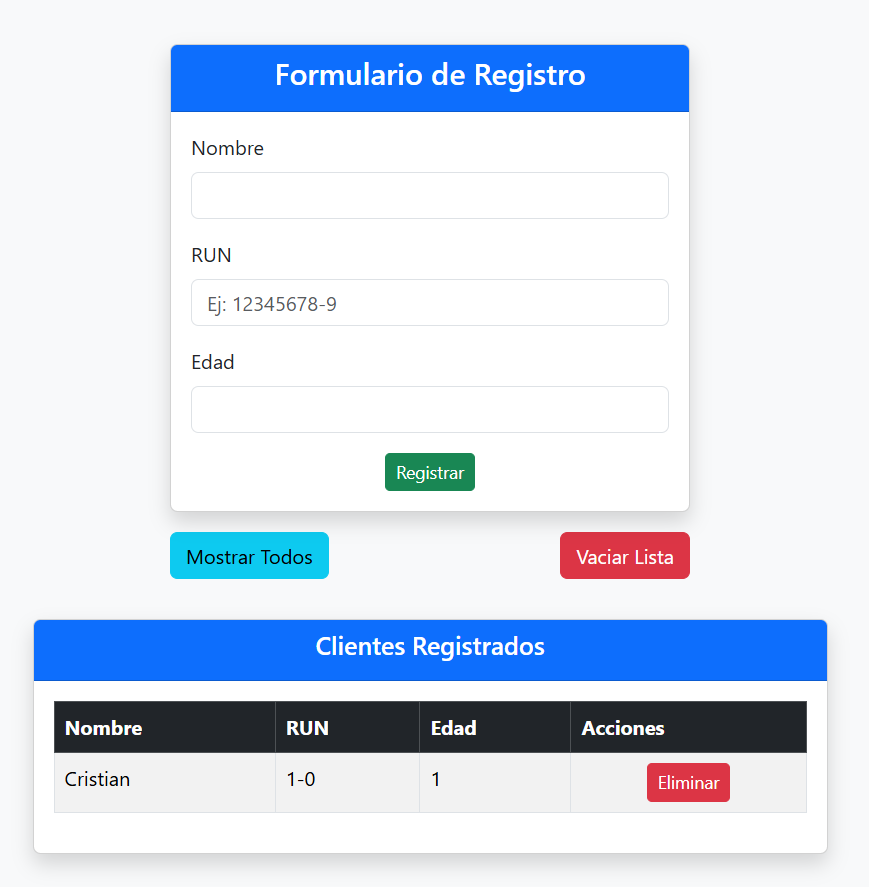 Formulario de Registro
Nombre
RUN
Ej: 12345678-9
Edad
Registrar
Mostrar Todos Vaciar Lista
Clientes Registrados
Nombre RUN Edad Acciones
Cristian 1-0 1 Eliminar